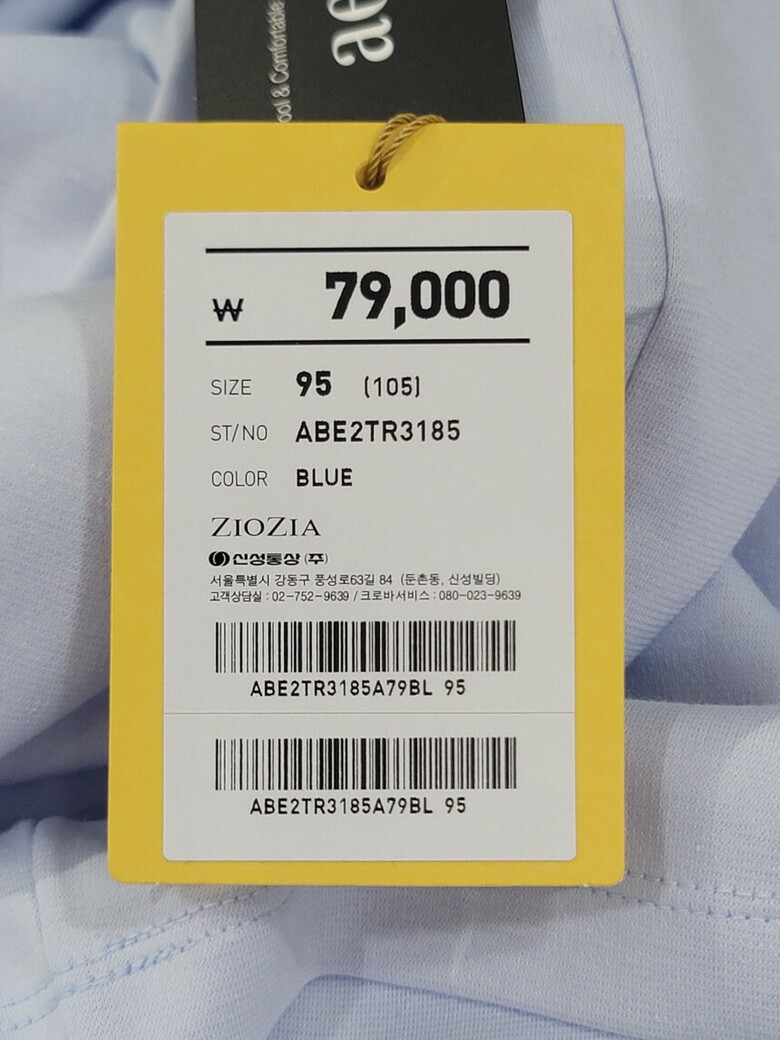 & Comfortable
₩ 79,000
SIZE 95 (105)
ST/NO ABE2TR3185
COLOR BLUE
ZIOZIA
신성통상(주)
서울특별시 강동구 풍성로63길 84 (둔촌동, 신성빌딩)
고객상담실 : 02-752-9639 / 크로바서비스 : 080-023-9639
ABE2TR3185A79BL 95
ABE2TR3185A79BL 95